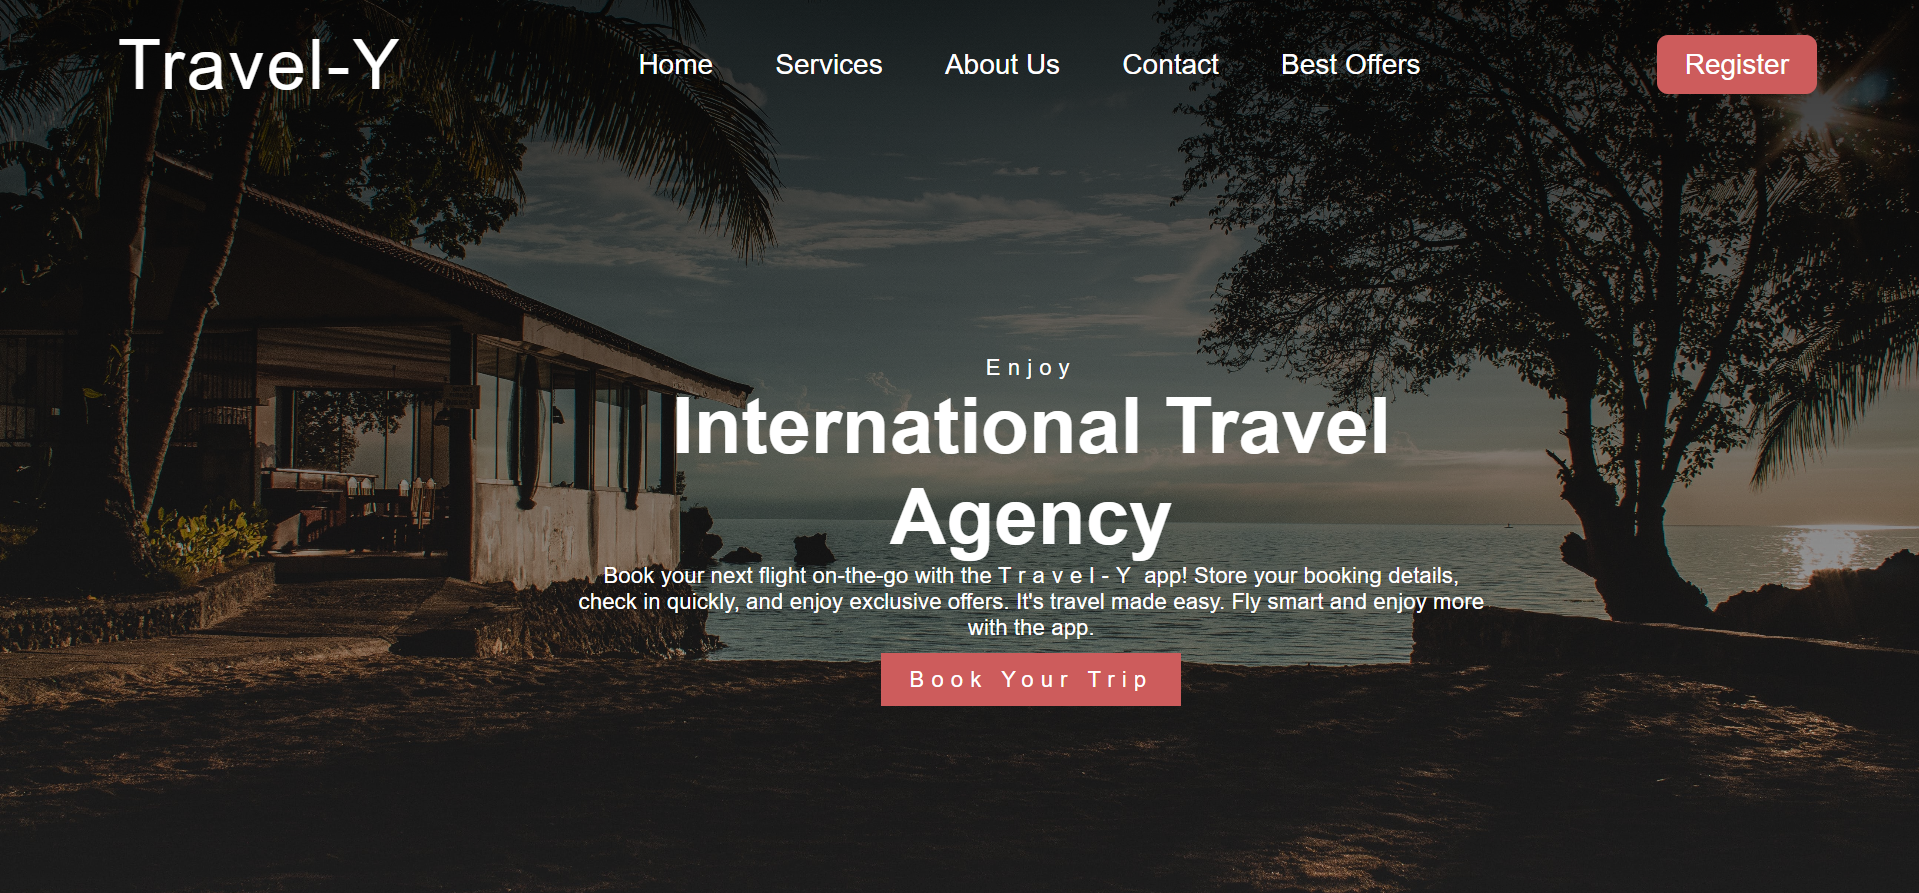 Travel-Y
Home
Services
About Us
Contact
Best Offers
Register
Enjoy
International Travel
Agency
Book your next flight on-the-go with the Travel-Y app! Store your booking details,
check in quickly, and enjoy exclusive offers. It's travel made easy. Fly smart and enjoy more
with the app.
Book Your Trip